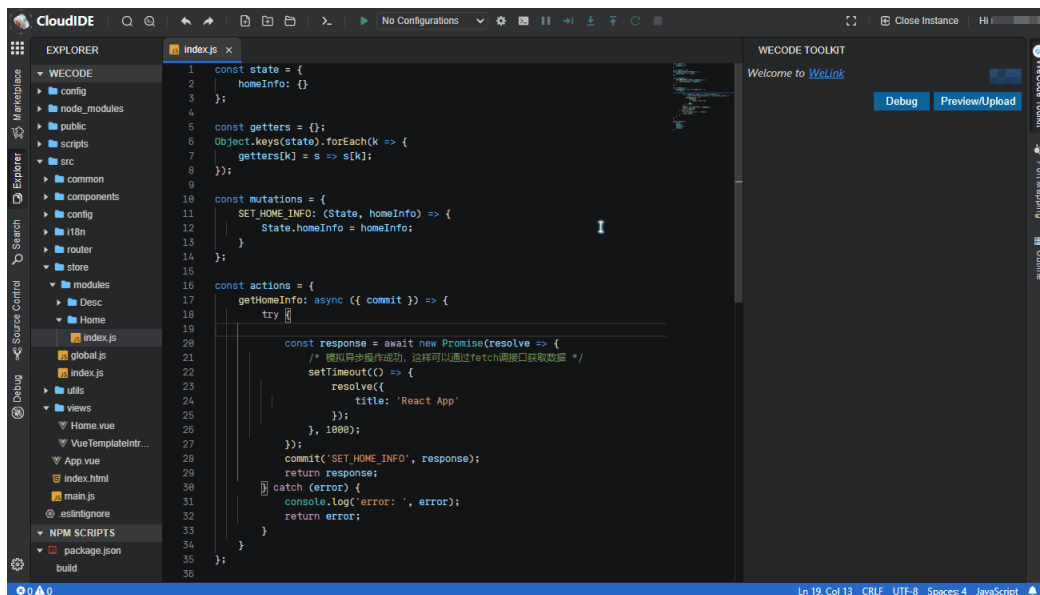 CloudIDE
No Configurations
Close Instance
Hi
EXPLORER
index.js
WECODE TOOLKIT
Marketplace
Explorer
Search
Source Control
Debug
WECODE
config
node_modules
public
scripts
src
common
components
config
i18n
router
store
modules
Desc
Home
index.js
global.js
index.js
utils
views
Home.vue
VueTemplateIntr...
App.vue
index.html
main.js
.eslintignore
NPM SCRIPTS
package.json
build
1 const state = {
2 homeInfo: {}
3 };
4
5 const getters = {};
6 Object.keys(state).forEach(k => {
7 getters[k] = s => s[k];
8 });
9
10 const mutations = {
11 SET_HOME_INFO: (State, homeInfo) => {
12 State.homeInfo = homeInfo;
13 }
14 };
15
16 const actions = {
17 getHomeInfo: async ({ commit }) => {
18 try {
19
20 const response = await new Promise(resolve => {
21 /* 模拟异步操作成功，这样可以通过fetch调接口获取数据 */
22 setTimeout(() => {
23 resolve({
24 title: 'React App'
25 });
26 }, 1000);
27 });
28 commit('SET_HOME_INFO', response);
29 return response;
30 } catch (error) {
31 console.log('error: ', error);
32 return error;
33 }
34 }
35 };
36
Welcome to WeLink
Debug
Preview/Upload
WeCode Toolkit
0 0
Ln 19, Col 13 CRLF UTF-8 Spaces: 4 JavaScript